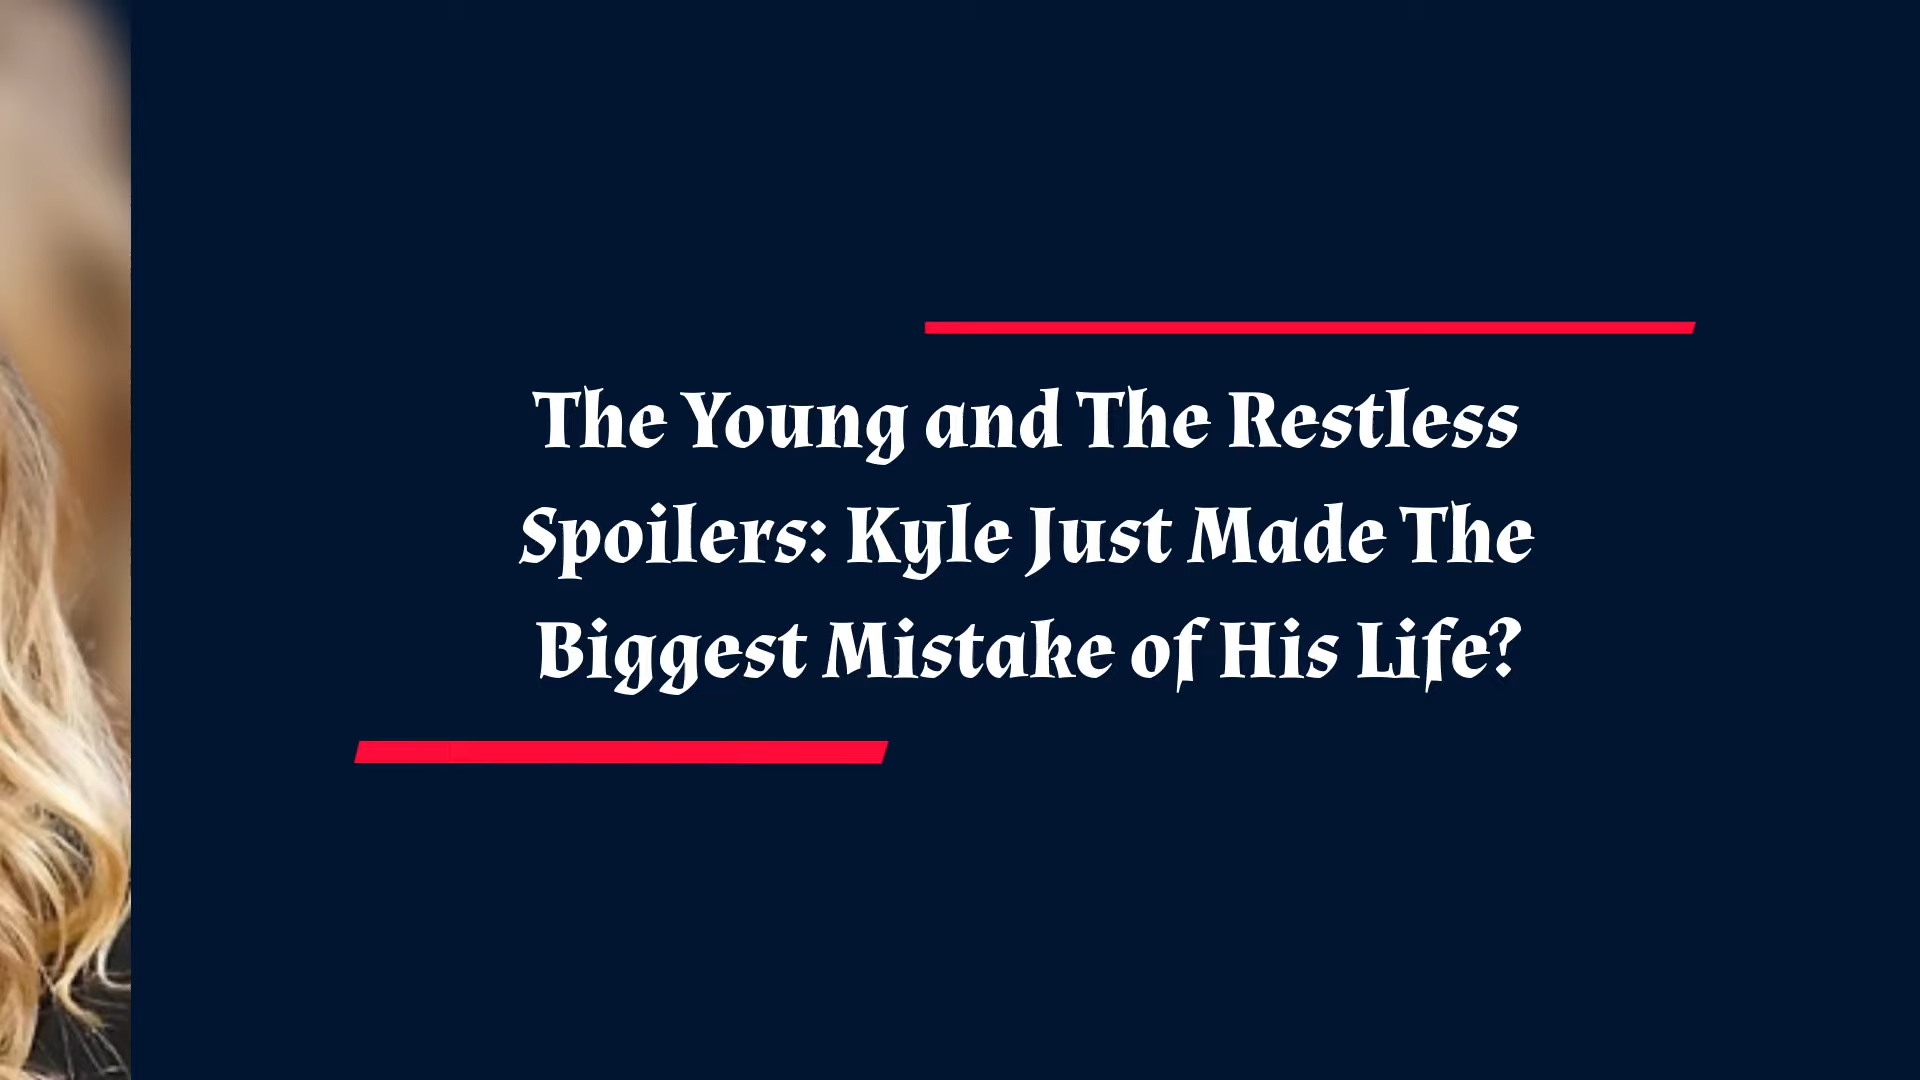 The Young and The Restless
Spoilers: Kyle Just Made The
Biggest Mistake of His Life?